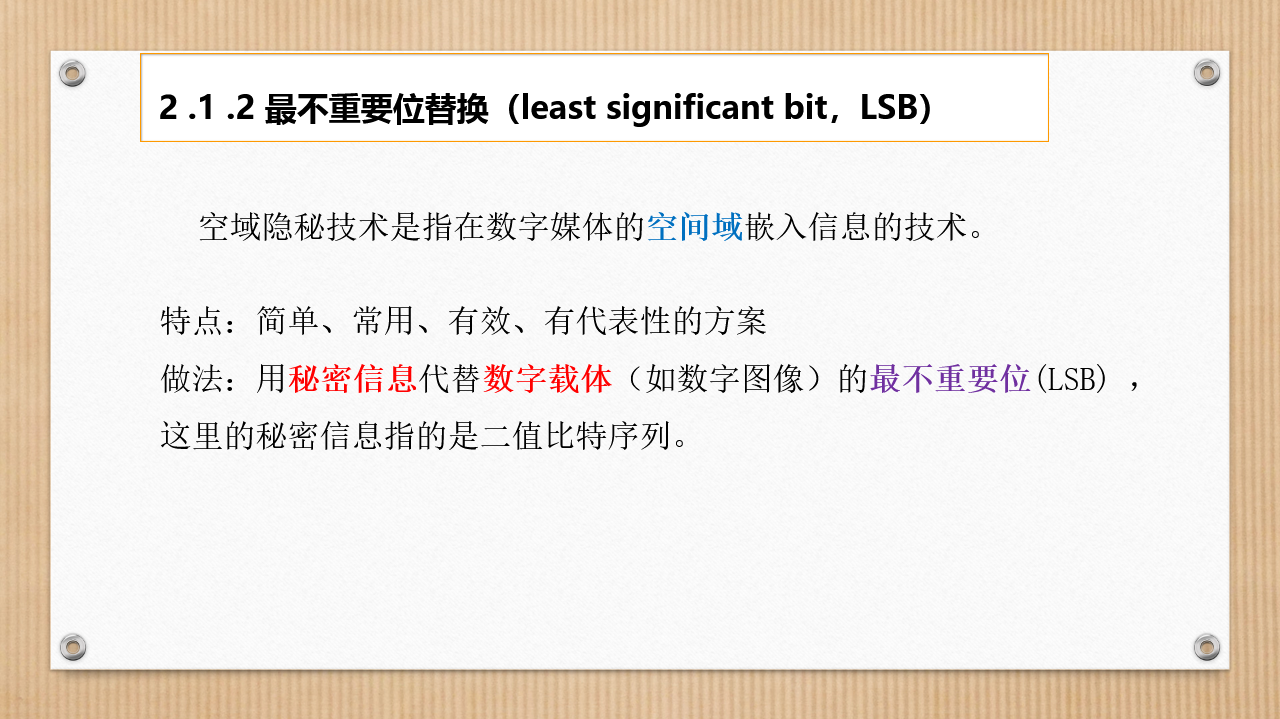 2 .1 .2 最不重要位替换（least significant bit，LSB）
空域隐秘技术是指在数字媒体的空间域嵌入信息的技术。
特点：简单、常用、有效、有代表性的方案
做法：用秘密信息代替数字载体（如数字图像）的最不重要位(LSB) ，
这里的秘密信息指的是二值比特序列。